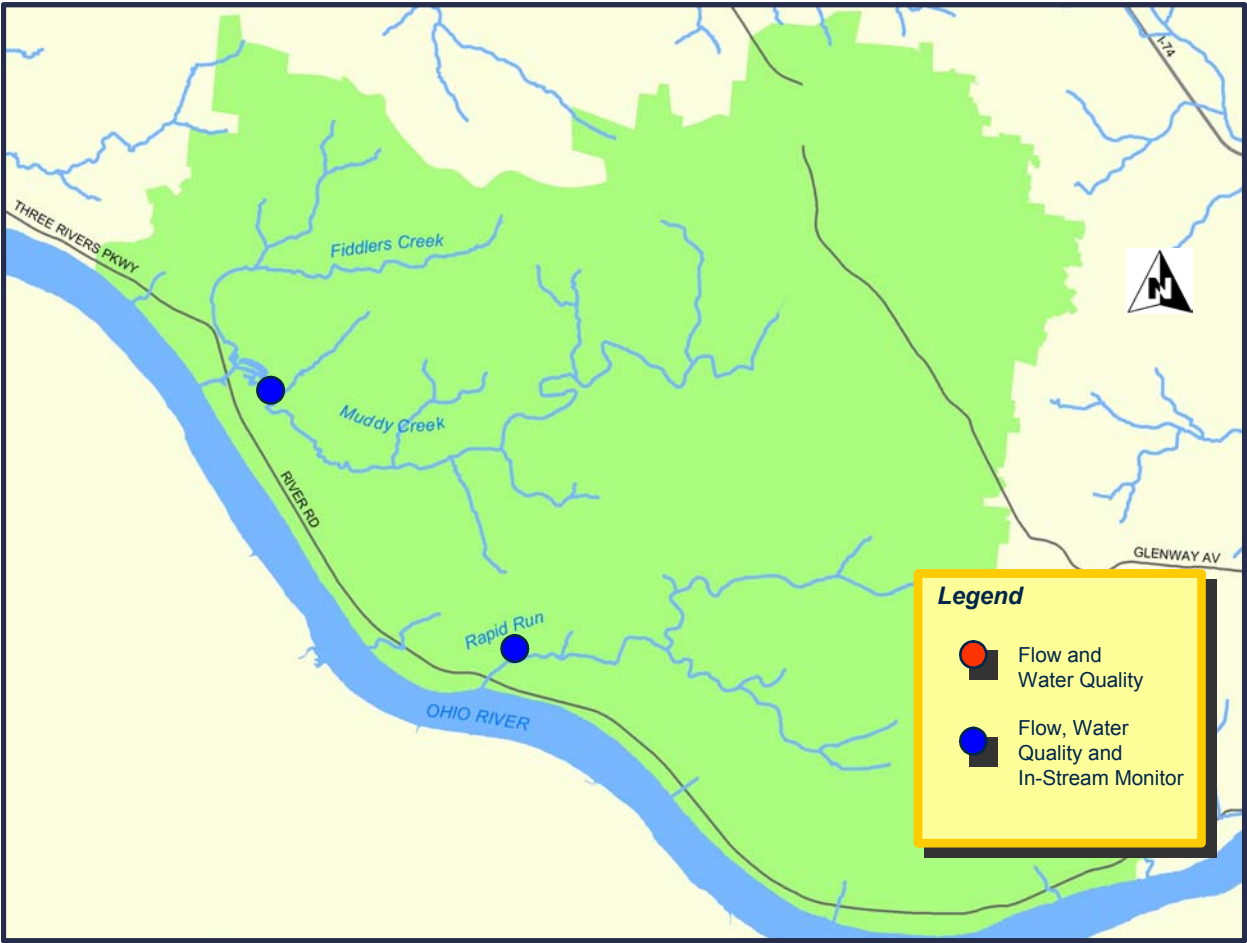 I-74
THREE RIVERS PKWY
Fiddlers Creek
N
Muddy Creek
RIVER RD
GLENWAY AV
Rapid Run
OHIO RIVER
Legend
Flow and
Water Quality
Flow, Water
Quality and
In-Stream Monitor